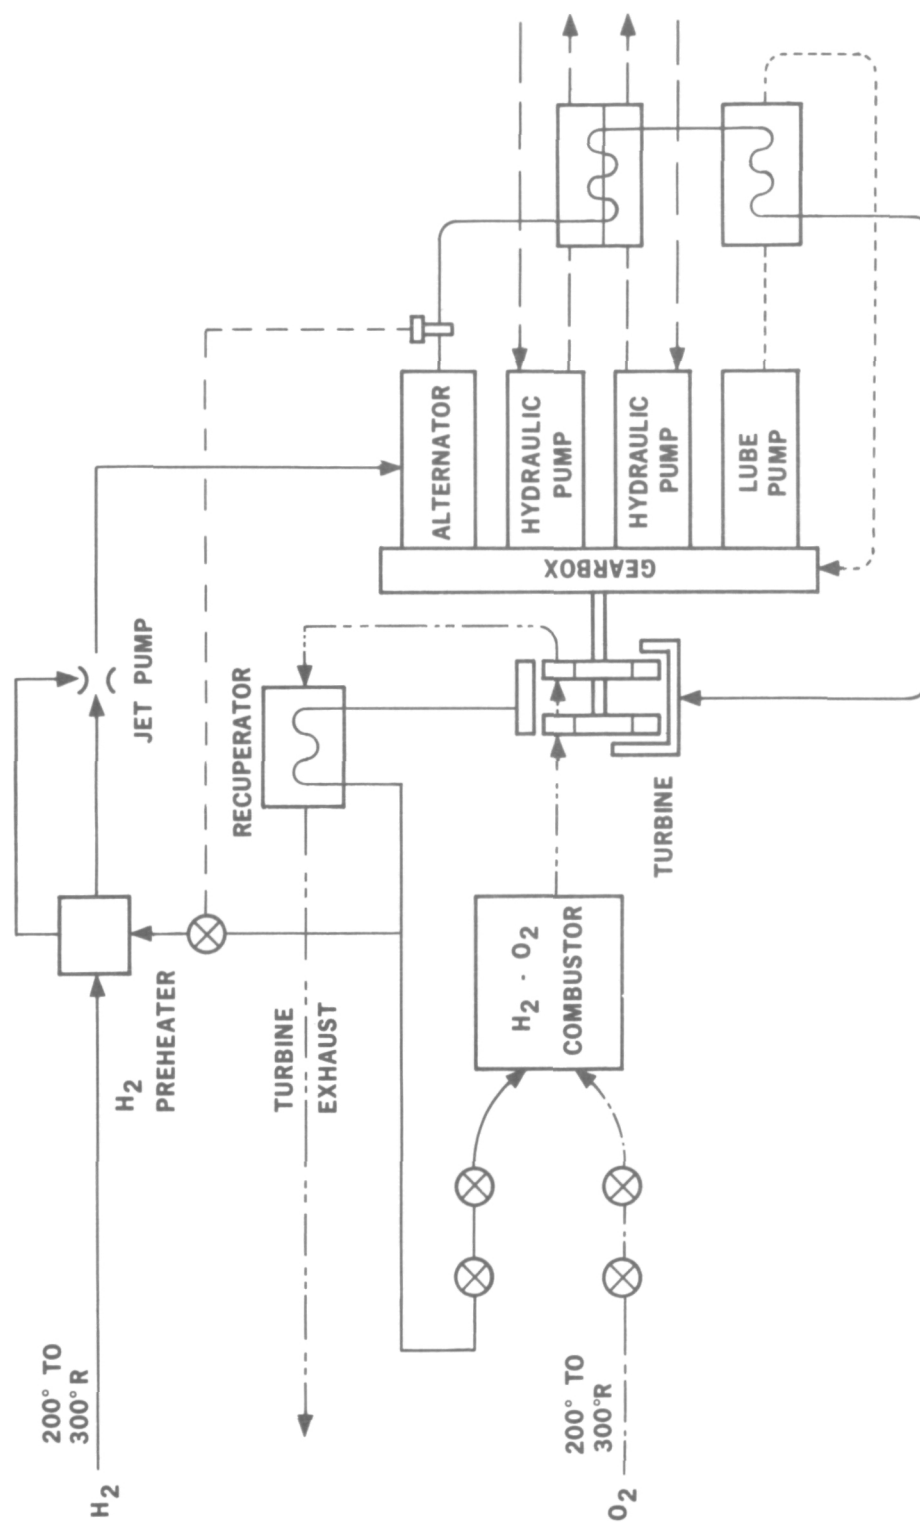 H2
200° TO
300°R
H2
PREHEATER
JET PUMP
TURBINE
EXHAUST
RECUPERATOR
ALTERNATOR
HYDRAULIC
PUMP
HYDRAULIC
PUMP
LUBE
PUMP
GEARBOX
H2 · O2
COMBUSTOR
TURBINE
O2
200° TO
300°R